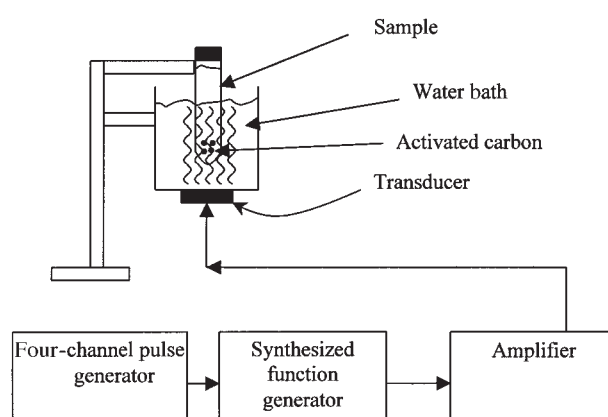 Sample
Water bath
Activated carbon
Transducer
Four-channel pulse
generator
Synthesized
function
generator
Amplifier